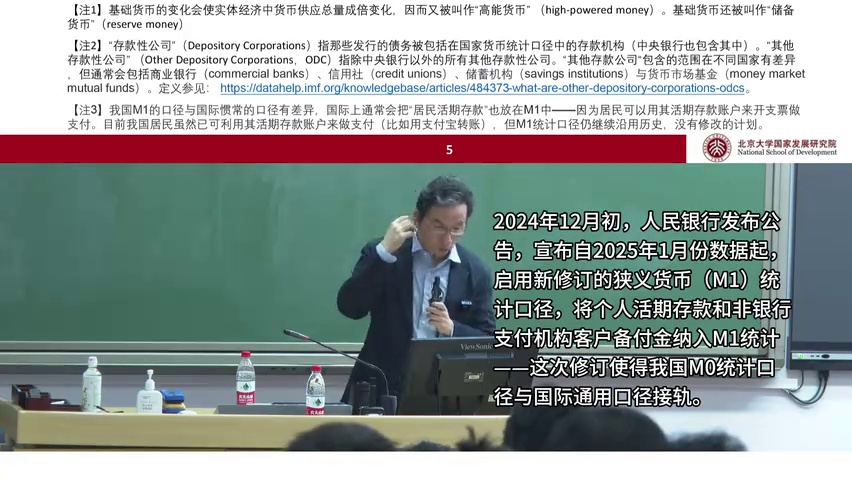 【注1】基础货币的变化会使实体经济中货币供应总量成倍变化，因而又被叫作“高能货币”（high-powered money）。基础货币还被叫作“储备
货币”（reserve money）
【注2】“存款性公司”（Depository Corporations）指那些发行的债务被包括在国家货币统计口径中的存款机构（中央银行也包含其中）。“其他
存款性公司”（Other Depository Corporations，ODC）指除中央银行以外的所有其他存款性公司。“其他存款公司“包含的范围在不同国家有差异
，但通常会包括商业银行（commercial banks）、信用社（credit unions）、储蓄机构（savings institutions）与货币市场基金（money market
mutual funds）。定义参见： https://datahelp.imf.org/knowledgebase/articles/484373-what-are-other-depository-corporations-odcs。
【注3】我国M1的口径与国际惯常的口径有差异，国际上通常会把“居民活期存款”也放在M1中——因为居民可以用其活期存款账户来开支票做
支付。目前我国居民虽然已可利用其活期存款账户来做支付（比如用支付宝转账），但M1统计口径仍继续沿用历史，没有修改的计划。
5
北京大学国家发展研究院
National School of Development
2024年12月初，人民银行发布公
告，宣布自2025年1月份数据起，
启用新修订的狭义货币（M1）统
计口径，将个人活期存款和非银行
支付机构客户备付金纳入M1统计
——这次修订使得我国M0统计口
径与国际通用口径接轨。
ViewSonic